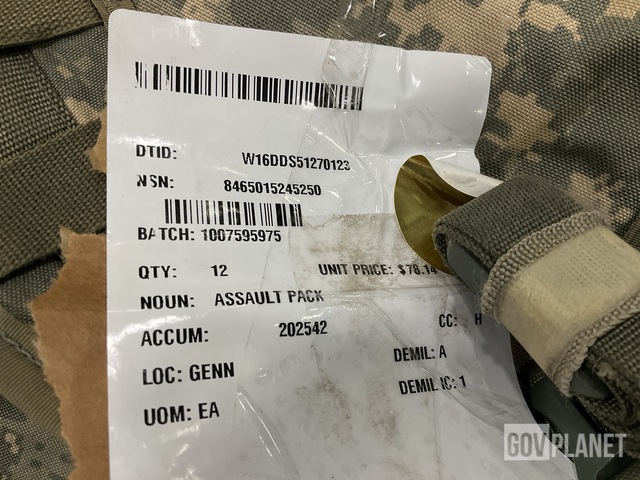 DTID: W16DDS51270123
NSN: 8465015245250
BATCH: 1007595975
QTY: 12 UNIT PRICE: $78.14
NOUN: ASSAULT PACK
ACCUM: 202542 CC: H
LOC: GENN DEMIL: A
UOM: EA DEMIL IC: 1
GOVPLANET